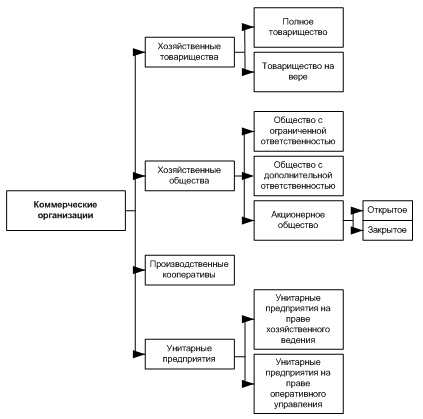 Коммерческие
организации
Хозяйственные
товарищества
Полное
товарищество
Товарищество на
вере
Хозяйственные
общества
Общество с
ограниченной
ответственностью
Общество с
дополнительной
ответственностью
Акционерное
общество
Открытое
Закрытое
Производственные
кооперативы
Унитарные
предприятия
Унитарные
предприятия на
праве
хозяйственного
ведения
Унитарные
предприятия на
праве
оперативного
управления